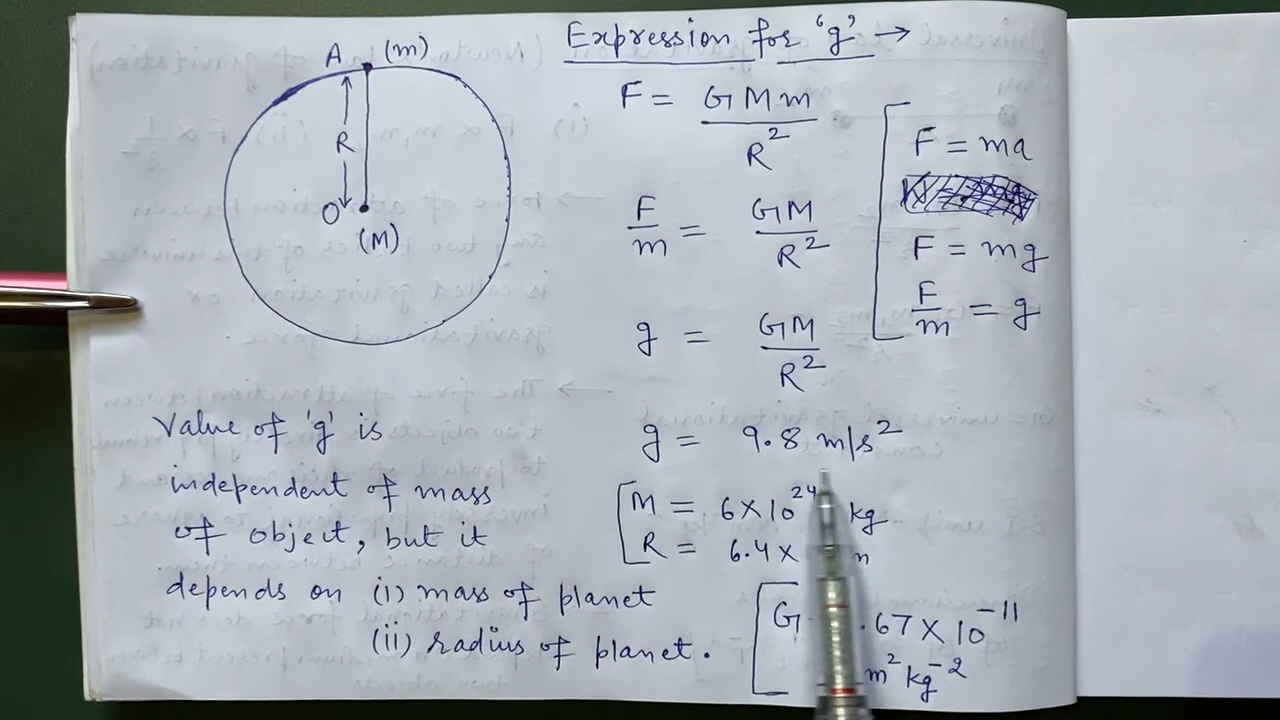 Expression for 'g' →
A (m)
R
O
(M)
F = GMm / R²
F/m = GM / R²
g = GM / R²
g = 9.8 m/s²
F = ma
F = mg
F/m = g
M = 6×10²⁴ kg
R = 6.4×
G .67 × 10⁻¹¹
m² kg⁻²
Value of 'g' is
independent of mass
of object, but it
depends on (i) mass of planet
(ii) radius of planet.